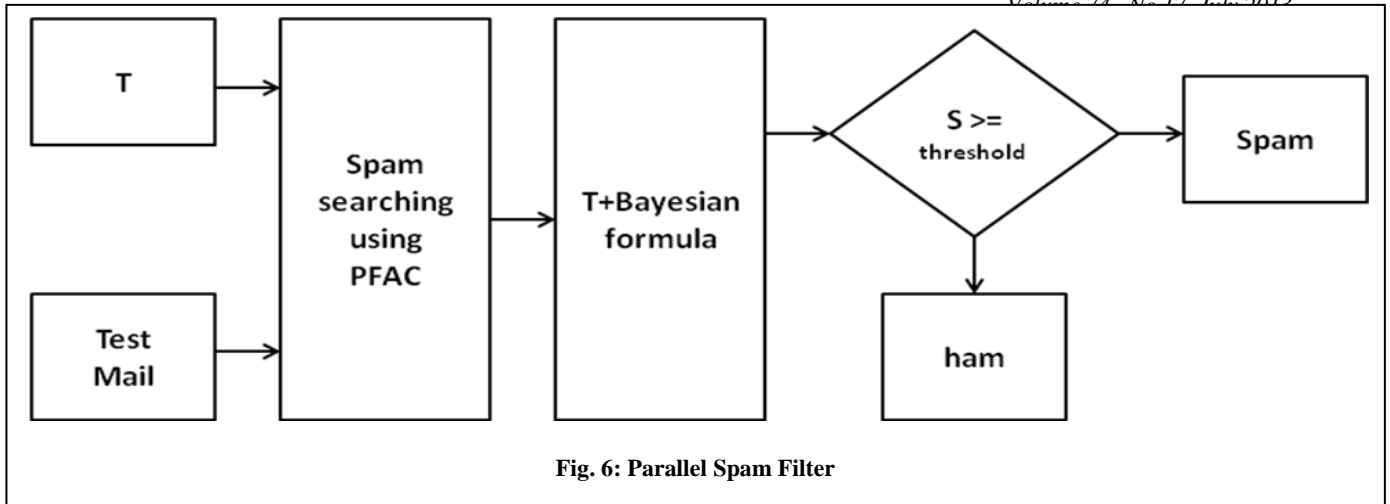 T
Test
Mail
Spam
searching
using
PFAC
T+Bayesian
formula
S >=
threshold
Spam
ham
Fig. 6: Parallel Spam Filter